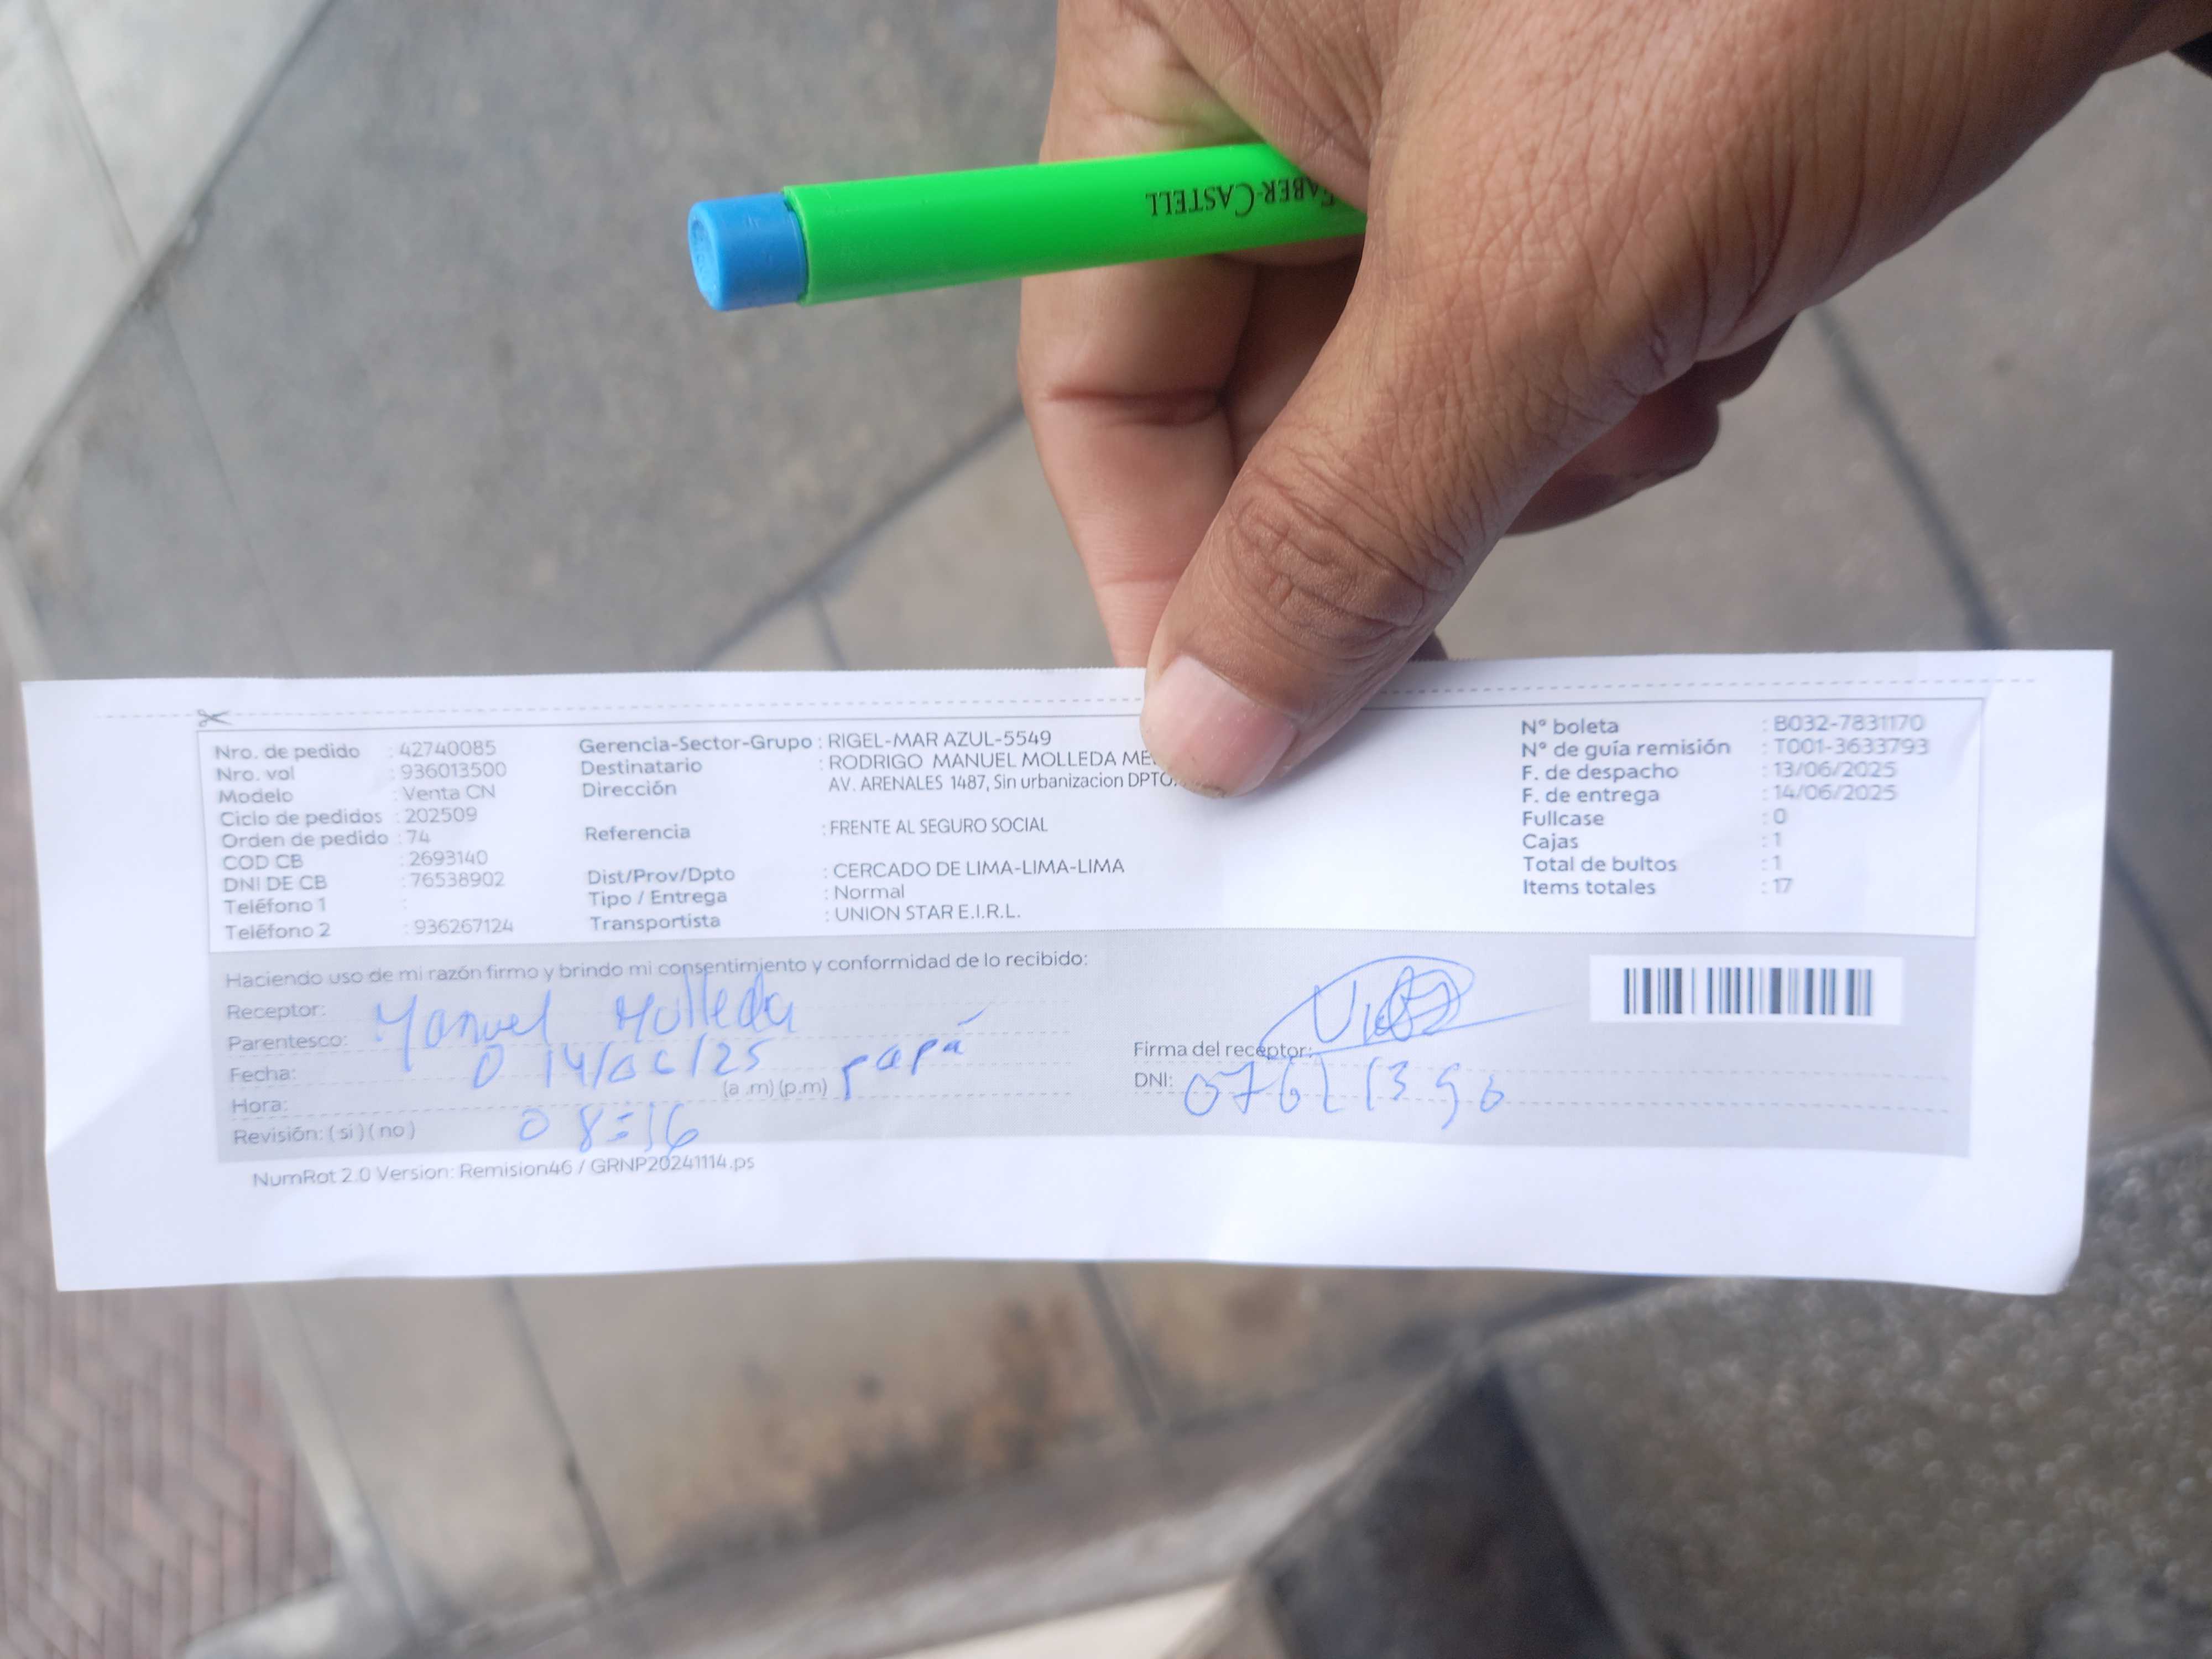 FABER-CASTELL
Nro. de pedido : 42740085
Nro. vol : 936013500
Modelo : Venta CN
Ciclo de pedidos : 202509
Orden de pedido : 74
COD CB : 2693140
DNI DE CB : 76538902
Teléfono 1 :
Teléfono 2 : 936267124
Gerencia-Sector-Grupo : RIGEL-MAR AZUL-5549
Destinatario : RODRIGO MANUEL MOLLEDA
Dirección AV. ARENALES 1487, Sin urbanizacion DPTO.
Referencia : FRENTE AL SEGURO SOCIAL
Dist/Prov/Dpto : CERCADO DE LIMA-LIMA-LIMA
Tipo / Entrega : Normal
Transportista : UNION STAR E.I.R.L.
N° boleta : B032-7831170
N° de guía remisión : T001-3633793
F. de despacho : 13/06/2025
F. de entrega : 14/06/2025
Fullcase : 0
Cajas : 1
Total de bultos : 1
Items totales : 17
Haciendo uso de mi razón firmo y brindo mi consentimiento y conformidad de lo recibido:
Receptor: Manuel Molleda
Parentesco: papá
Fecha: 14/06/25
Hora: (a .m) (p.m)
08:16
Revisión: ( si ) ( no )
Firma del receptor:
DNI:
NumRot 2.0 Version: Remision46 / GRNP20241114.ps